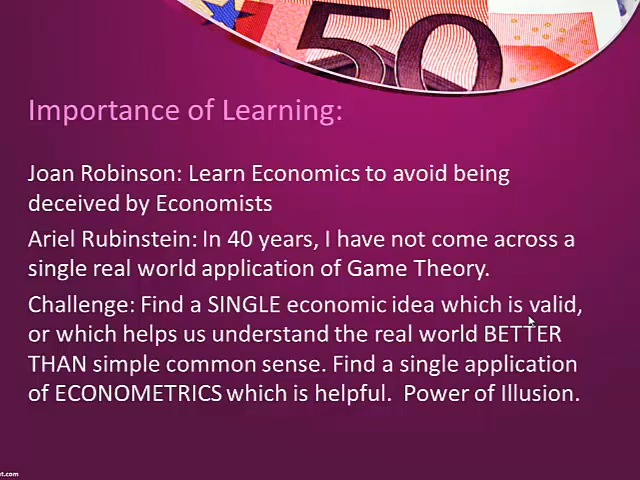 50
Importance of Learning:
Joan Robinson: Learn Economics to avoid being
deceived by Economists
Ariel Rubinstein: In 40 years, I have not come across a
single real world application of Game Theory.
Challenge: Find a SINGLE economic idea which is valid,
or which helps us understand the real world BETTER
THAN simple common sense. Find a single application
of ECONOMETRICS which is helpful.  Power of Illusion.
t.com